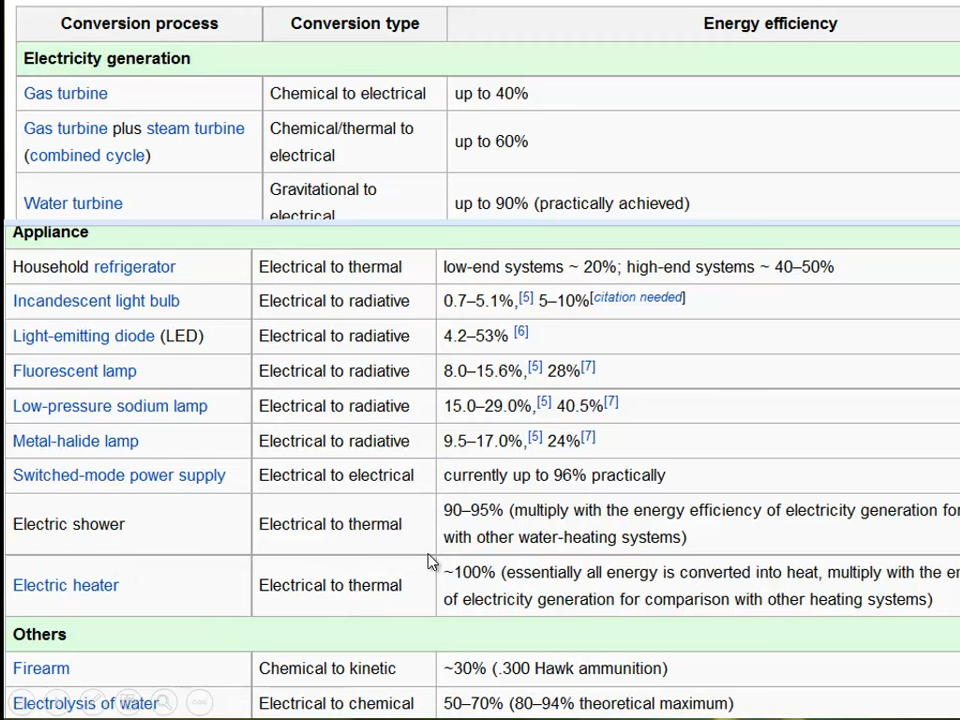 Conversion process Conversion type Energy efficiency
Electricity generation
Gas turbine Chemical to electrical up to 40%
Gas turbine plus steam turbine (combined cycle) Chemical/thermal to electrical up to 60%
Water turbine Gravitational to electrical up to 90% (practically achieved)
Appliance
Household refrigerator Electrical to thermal low-end systems ~ 20%; high-end systems ~ 40–50%
Incandescent light bulb Electrical to radiative 0.7–5.1%,[5] 5–10%[citation needed]
Light-emitting diode (LED) Electrical to radiative 4.2–53% [6]
Fluorescent lamp Electrical to radiative 8.0–15.6%,[5] 28%[7]
Low-pressure sodium lamp Electrical to radiative 15.0–29.0%,[5] 40.5%[7]
Metal-halide lamp Electrical to radiative 9.5–17.0%,[5] 24%[7]
Switched-mode power supply Electrical to electrical currently up to 96% practically
Electric shower Electrical to thermal 90–95% (multiply with the energy efficiency of electricity generation for
with other water-heating systems)
Electric heater Electrical to thermal ~100% (essentially all energy is converted into heat, multiply with the
of electricity generation for comparison with other heating systems)
Others
Firearm Chemical to kinetic ~30% (.300 Hawk ammunition)
Electrolysis of water Electrical to chemical 50–70% (80–94% theoretical maximum)